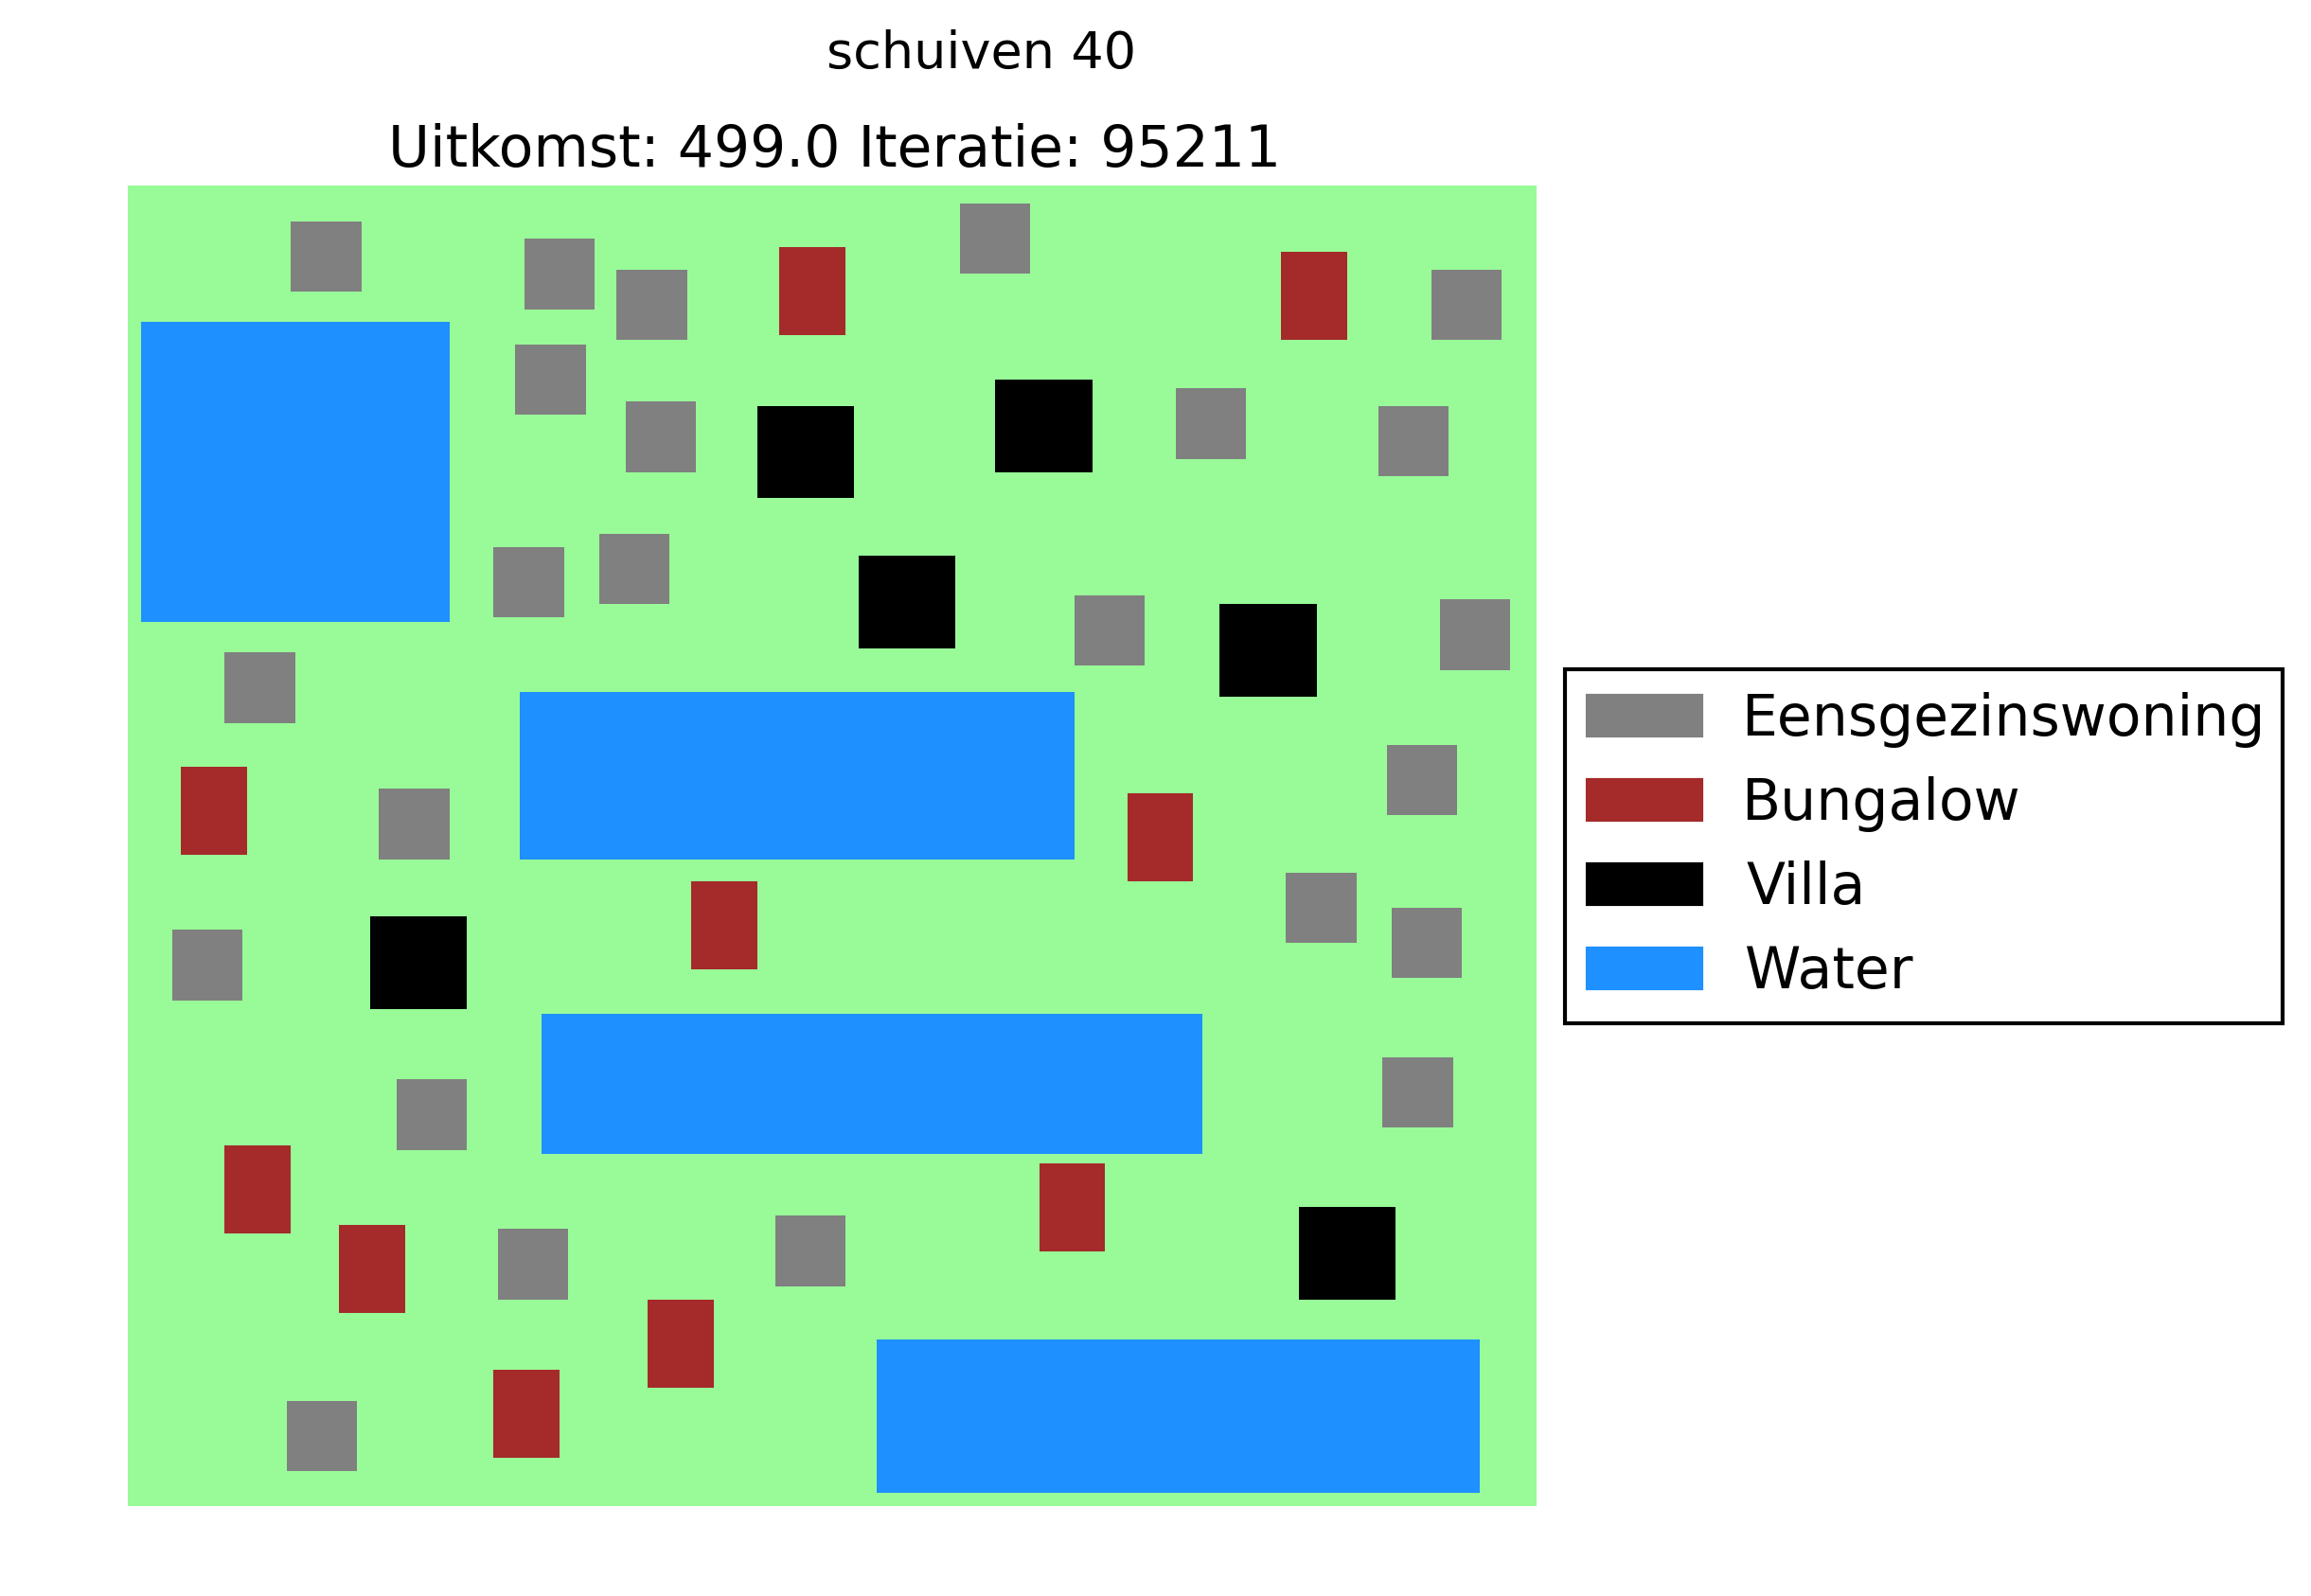 schuiven 40
Uitkomst: 499.0 Iteratie: 95211
Eensgezinswoning
Bungalow
Villa
Water